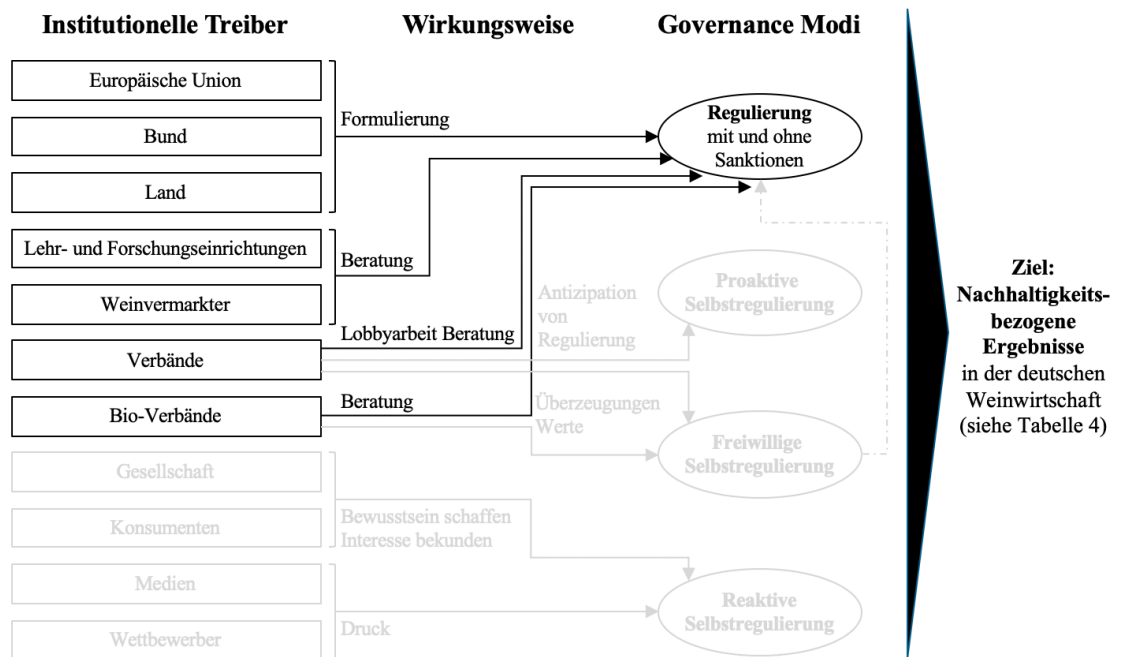 Institutionelle Treiber
Wirkungsweise
Governance Modi
Europäische Union
Bund
Land
Lehr- und Forschungseinrichtungen
Weinvermarkter
Verbände
Bio-Verbände
Gesellschaft
Konsumenten
Medien
Wettbewerber
Formulierung
Beratung
Lobbyarbeit Beratung
Beratung
Antizipation
von
Regulierung
Überzeugungen
Werte
Bewusstsein schaffen
Interesse bekunden
Druck
Regulierung
mit und ohne
Sanktionen
Proaktive
Selbstregulierung
Freiwillige
Selbstregulierung
Reaktive
Selbstregulierung
Ziel:
Nachhaltigkeits-
bezogene
Ergebnisse
in der deutschen
Weinwirtschaft
(siehe Tabelle 4)